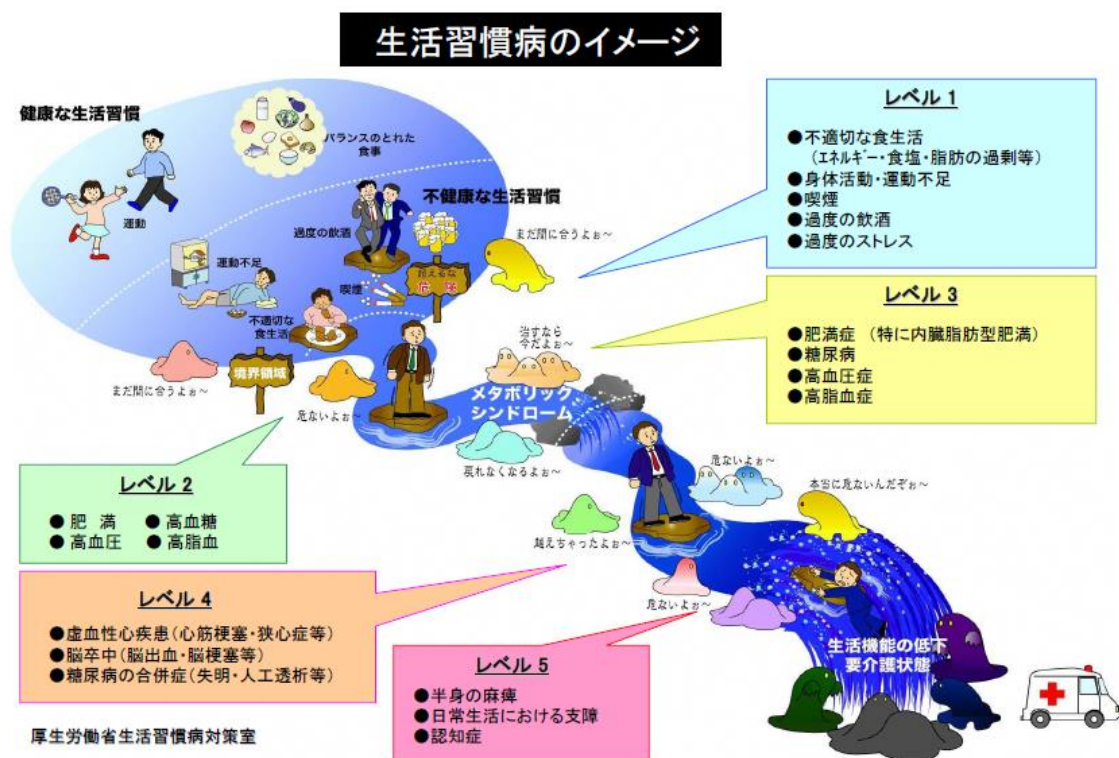 生活習慣病のイメージ
健康な生活習慣
バランスのとれた
食事
運動
不健康な生活習慣
過度の飲酒
まだ間に合うよぉ〜
運動不足
喫煙
超えるな
危険
不適切な
食生活
境界領域
まだ間に合うよぉ〜
危ないよぉ〜
治すなら
今だよぉ〜
メタボリック
シンドローム
戻れなくなるよぉ〜
危ないよぉ〜
越えちゃったよぉ〜
本当に危ないんだぞぉ〜
危ないよぉ〜
生活機能の低下
要介護状態
レベル 1
●不適切な食生活
(エネルギー・食塩・脂肪の過剰等)
●身体活動・運動不足
●喫煙
●過度の飲酒
●過度のストレス
レベル 3
●肥満症 (特に内臓脂肪型肥満)
●糖尿病
●高血圧症
●高脂血症
レベル 2
● 肥 満 ● 高血糖
● 高血圧 ● 高脂血
レベル 4
●虚血性心疾患(心筋梗塞・狭心症等)
●脳卒中(脳出血・脳梗塞等)
●糖尿病の合併症(失明・人工透析等)
レベル 5
●半身の麻痺
●日常生活における支障
●認知症
厚生労働省生活習慣病対策室